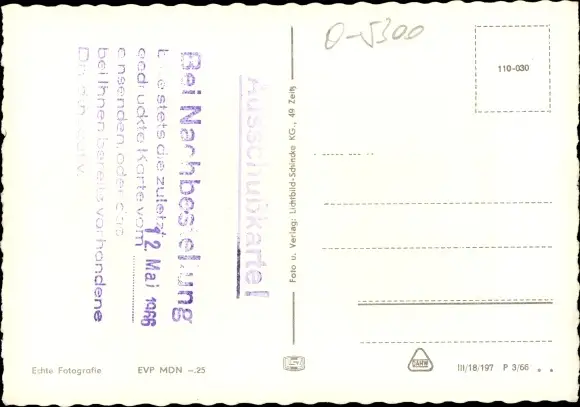 O-5300
110-030
Ausschußkarte!
Bei Nachbestellung
stets die zuletzt
gedruckte Karte vom
12. Mai 1966
einsenden, oder das
bei Ihnen bereits vorhandene
Foto u. Verlag: Lichtbild-Schincke KG., 49 Zeitz
Echte Fotografie
EVP MDN –.25
III/18/197 P 3/66